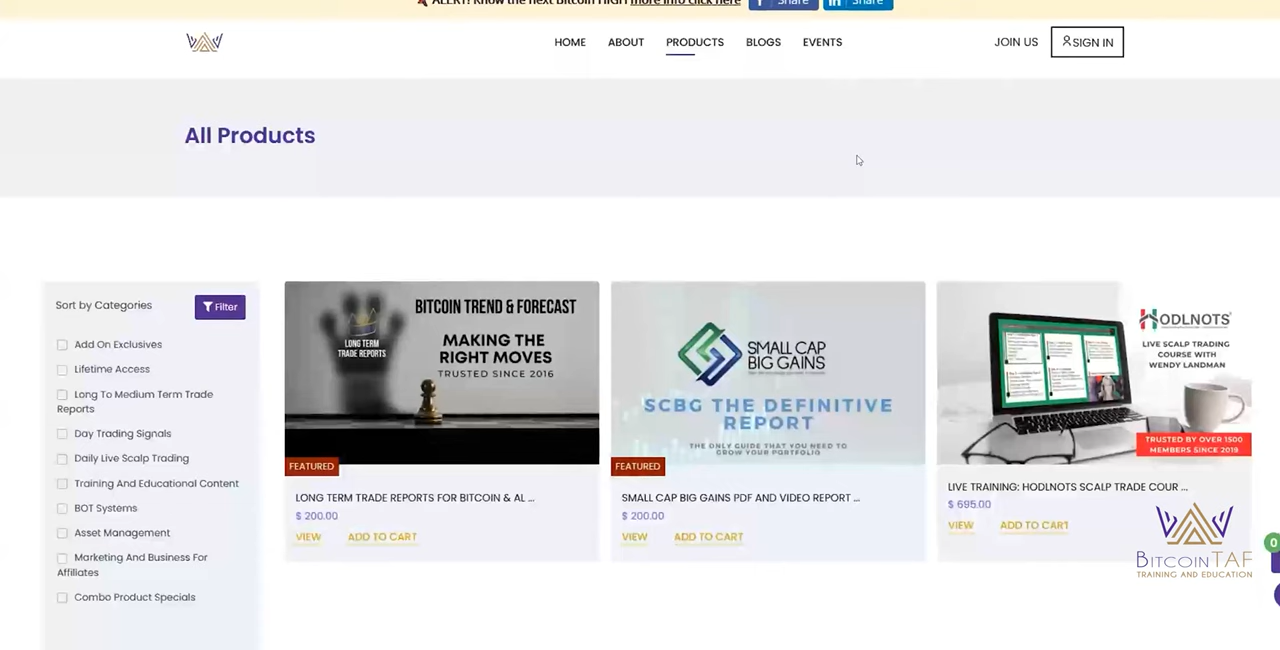 ALERT! Know the next Bitcoin HIGH! more info click here
Share
Share
HOME ABOUT PRODUCTS BLOGS EVENTS JOIN US SIGN IN
All Products
Sort by Categories
Filter
Add On Exclusives
Lifetime Access
Long To Medium Term Trade
Reports
Day Trading Signals
Daily Live Scalp Trading
Training And Educational Content
BOT Systems
Asset Management
Marketing And Business For
Affiliates
Combo Product Specials
BITCOIN TREND & FORECAST
LONG TERM
TRADE REPORTS
MAKING THE
RIGHT MOVES
TRUSTED SINCE 2016
FEATURED
LONG TERM TRADE REPORTS FOR BITCOIN & AL ...
$ 200.00
VIEW ADD TO CART
SMALL CAP
BIG GAINS
SCBG THE DEFINITIVE
REPORT
THE ONLY GUIDE THAT YOU NEED TO
GROW YOUR PORTFOLIO
FEATURED
SMALL CAP BIG GAINS PDF AND VIDEO REPORT ...
$ 200.00
VIEW ADD TO CART
HODLNOTS
LIVE SCALP TRADING
COURSE WITH
WENDY LANDMAN
TRUSTED BY OVER 1500
MEMBERS SINCE 2019
LIVE TRAINING: HODLNOTS SCALP TRADE COUR ...
$ 695.00
VIEW ADD TO CART
BITCOINTAF
TRAINING AND EDUCATION
0